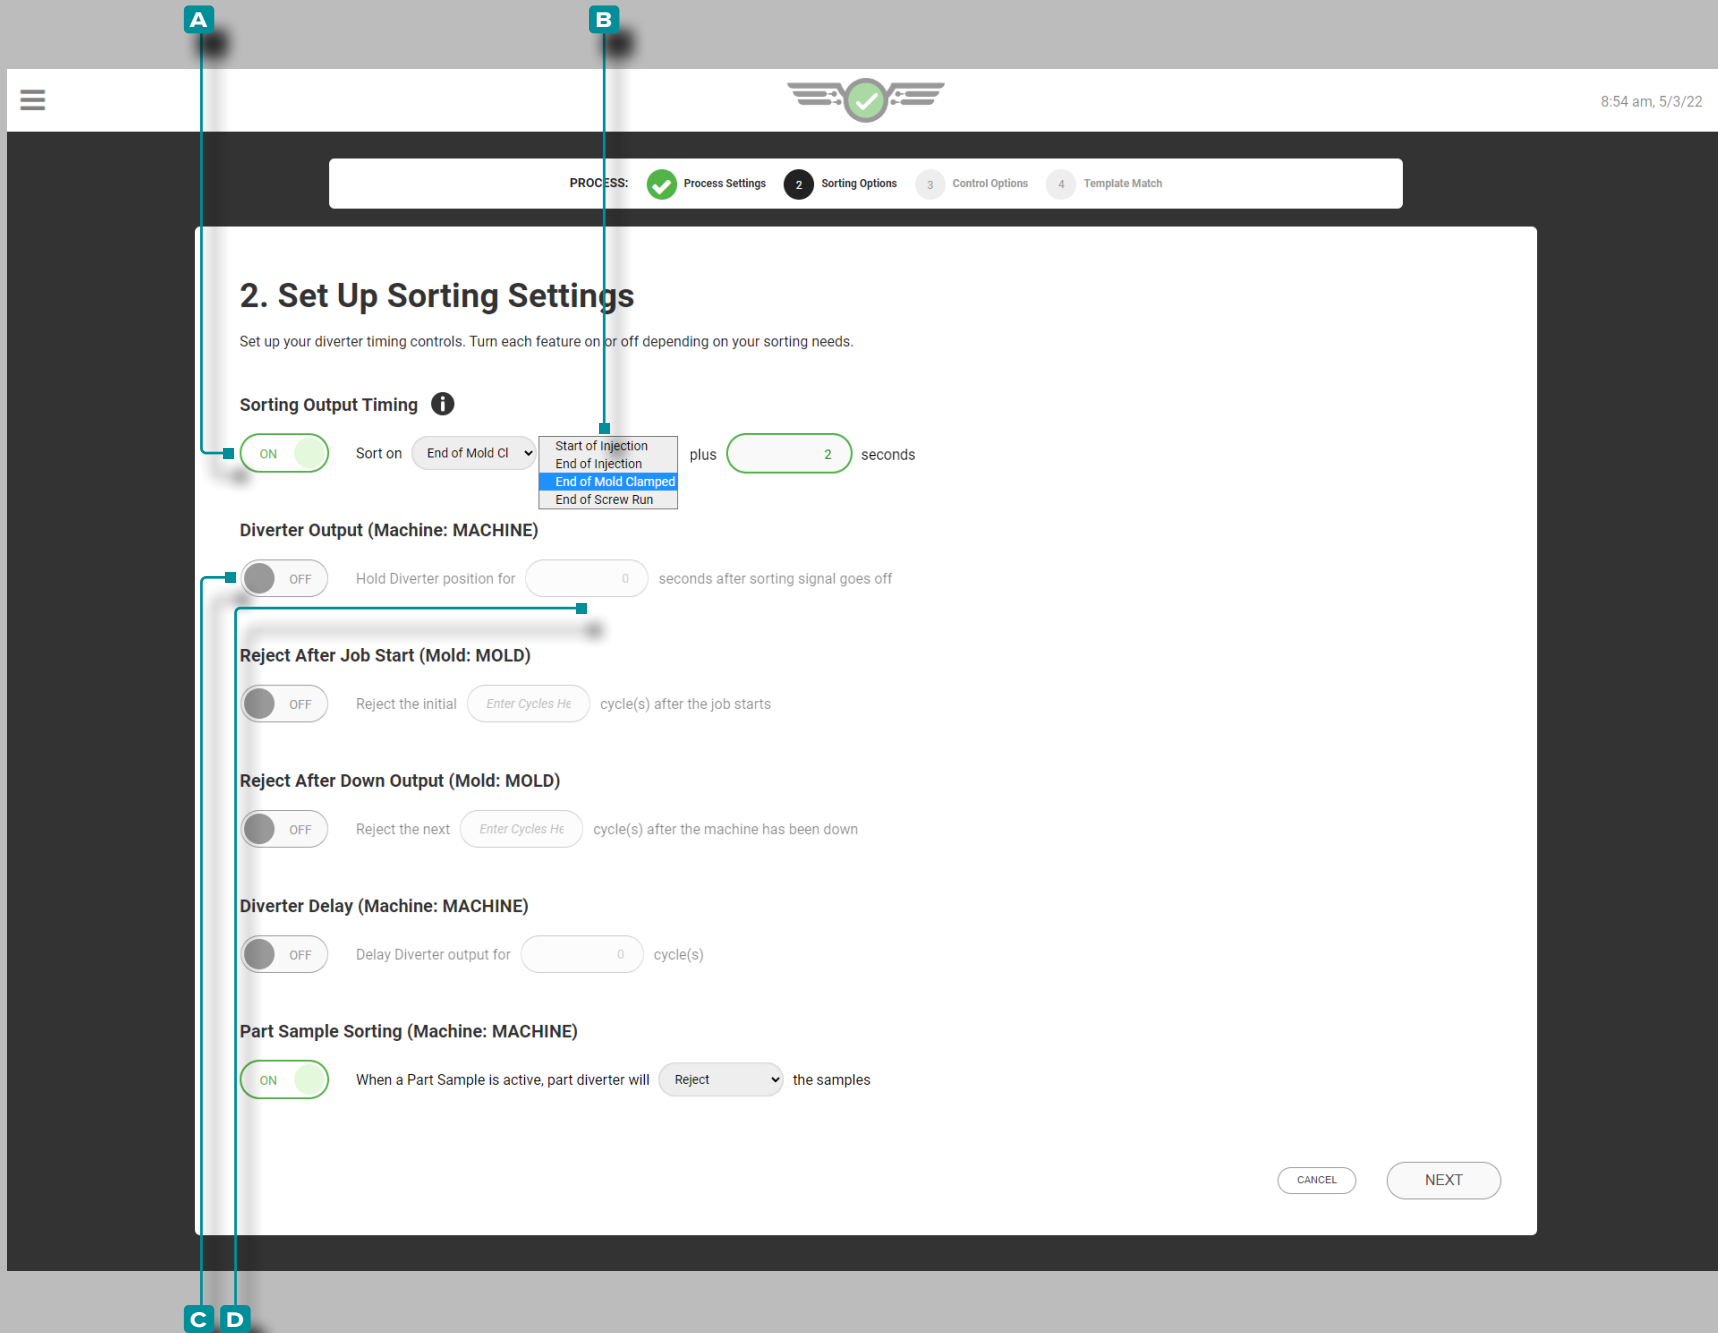 A B
8:54 am, 5/3/22
PROCESS: Process Settings 2 Sorting Options 3 Control Options 4 Template Match
2. Set Up Sorting Settings
Set up your diverter timing controls. Turn each feature on or off depending on your sorting needs.
Sorting Output Timing i
ON Sort on End of Mold Cl plus 2 seconds
Start of Injection
End of Injection
End of Mold Clamped
End of Screw Run
Diverter Output (Machine: MACHINE)
OFF Hold Diverter position for 0 seconds after sorting signal goes off
Reject After Job Start (Mold: MOLD)
OFF Reject the initial Enter Cycles He cycle(s) after the job starts
Reject After Down Output (Mold: MOLD)
OFF Reject the next Enter Cycles He cycle(s) after the machine has been down
Diverter Delay (Machine: MACHINE)
OFF Delay Diverter output for 0 cycle(s)
Part Sample Sorting (Machine: MACHINE)
ON When a Part Sample is active, part diverter will Reject the samples
CANCEL NEXT
C D